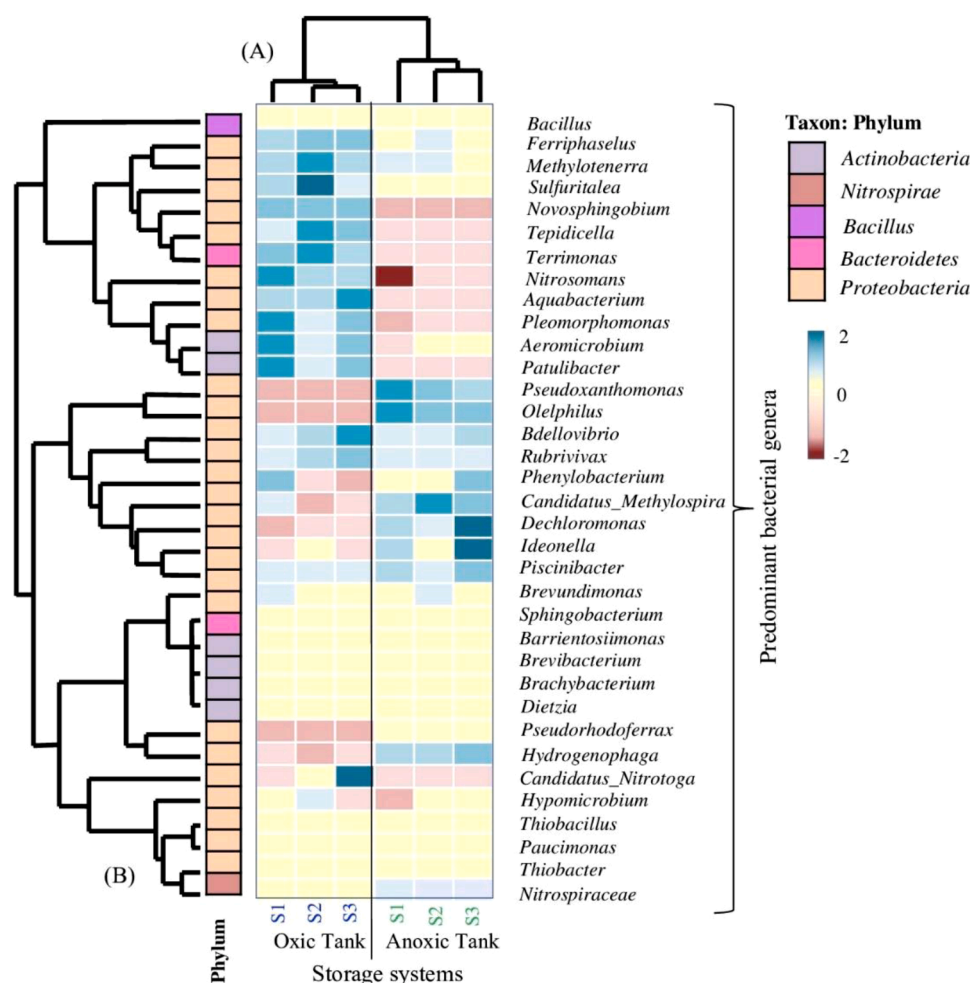 (A)
Bacillus
Ferriphaselus
Methylotenerra
Sulfuritalea
Novosphingobium
Tepidicella
Terrimonas
Nitrosomans
Aquabacterium
Pleomorphomonas
Aeromicrobium
Patulibacter
Pseudoxanthomonas
Olelphilus
Bdellovibrio
Rubrivivax
Phenylobacterium
Candidatus_Methylospira
Dechloromonas
Ideonella
Piscinibacter
Brevundimonas
Sphingobacterium
Barrientosiimonas
Brevibacterium
Brachybacterium
Dietzia
Pseudorhodoferrax
Hydrogenophaga
Candidatus_Nitrotoga
Hypomicrobium
Thiobacillus
Paucimonas
Thiobacter
Nitrospiraceae
Predominant bacterial genera
Taxon: Phylum
Actinobacteria
Nitrospirae
Bacillus
Bacteroidetes
Proteobacteria
2
0
-2
(B)
Phylum
S1 S2 S3 S1 S2 S3
Oxic Tank Anoxic Tank
Storage systems